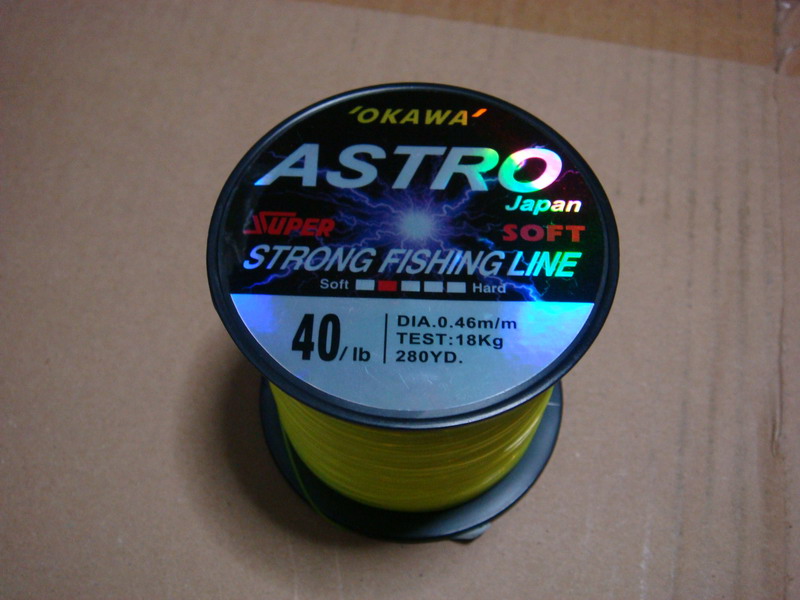 'OKAWA'
ASTRO
Japan
SUPER SOFT
STRONG FISHING LINE
Soft Hard
40/lb
DIA.0.46m/m
TEST:18Kg
280YD.